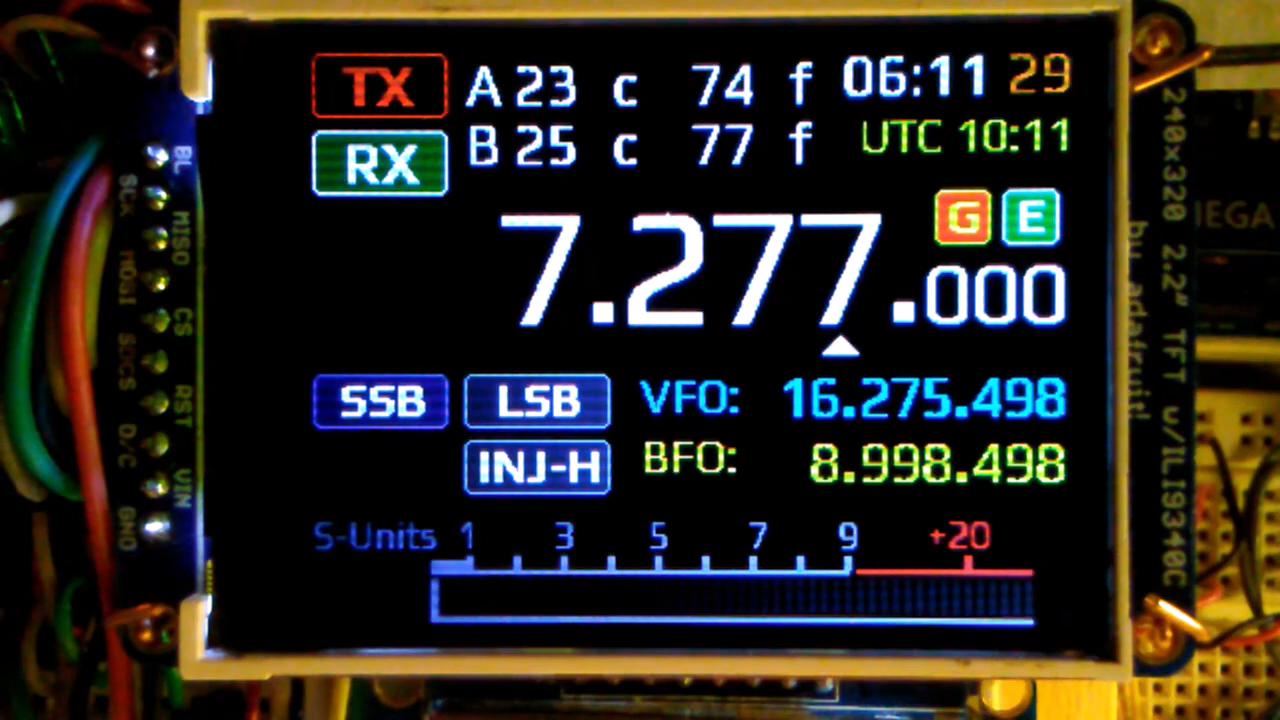 TX A 23 c 74 f 06:11 29
RX B 25 c 77 f UTC 10:11
G E
7.277.000
SSB LSB VFO: 16.275.498
INJ-H BFO: 8.998.498
S-Units 1 3 5 7 9 +20
BL
MISO
CS
RST
VIN
SCK
MOSI
SDCS
D/C
GND
240x320 2.2" TFT w/ILI9340C
by adafruit!
MEGA